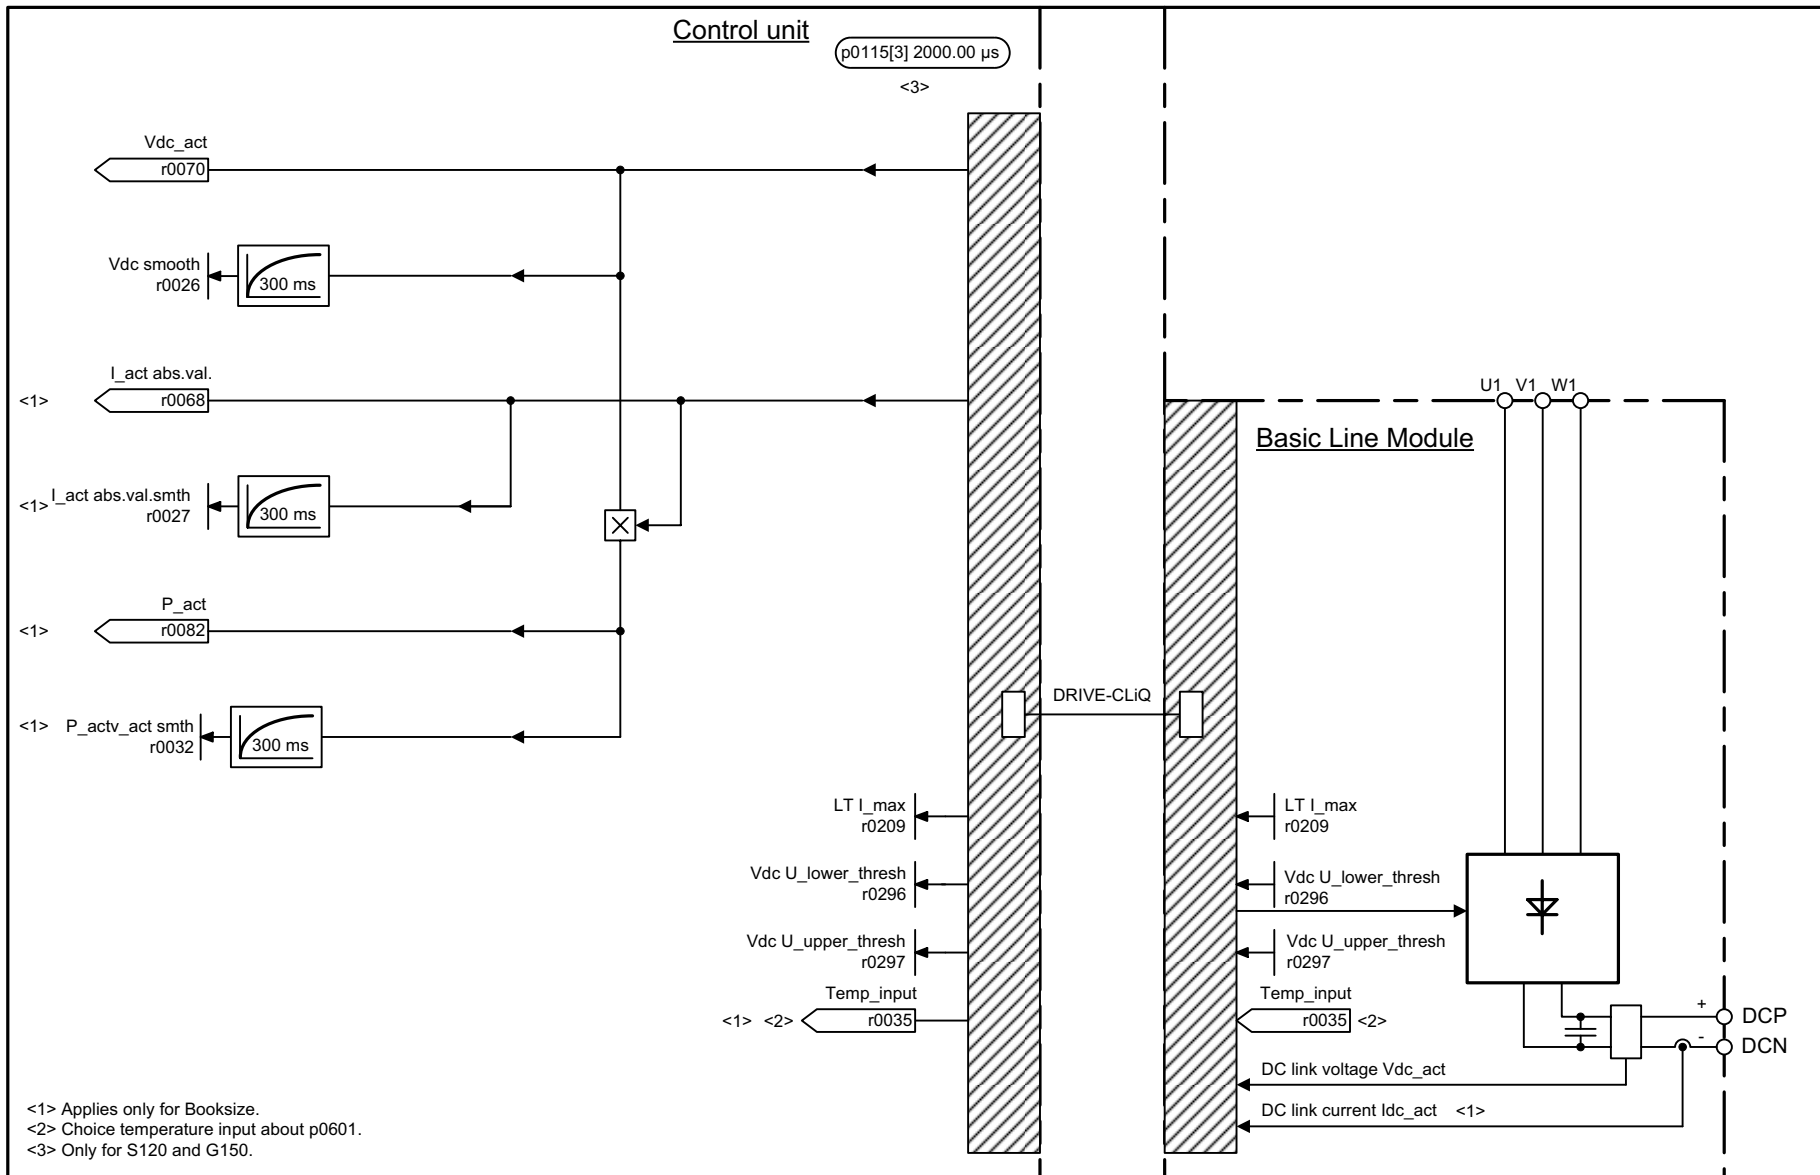 Control unit
p0115[3] 2000.00 µs
<3>
Vdc_act
r0070
Vdc smooth
r0026
300 ms
I_act abs.val.
<1>
r0068
<1>
I_act abs.val.smth
r0027
300 ms
P_act
<1>
r0082
<1>
P_actv_act smth
r0032
300 ms
DRIVE-CLiQ
LT I_max
r0209
Vdc U_lower_thresh
r0296
Vdc U_upper_thresh
r0297
Temp_input
<1> <2>
r0035
U1 V1 W1
Basic Line Module
LT I_max
r0209
Vdc U_lower_thresh
r0296
Vdc U_upper_thresh
r0297
Temp_input
r0035
<2>
+
DCP
-
DCN
DC link voltage Vdc_act
DC link current Idc_act <1>
<1> Applies only for Booksize.
<2> Choice temperature input about p0601.
<3> Only for S120 and G150.